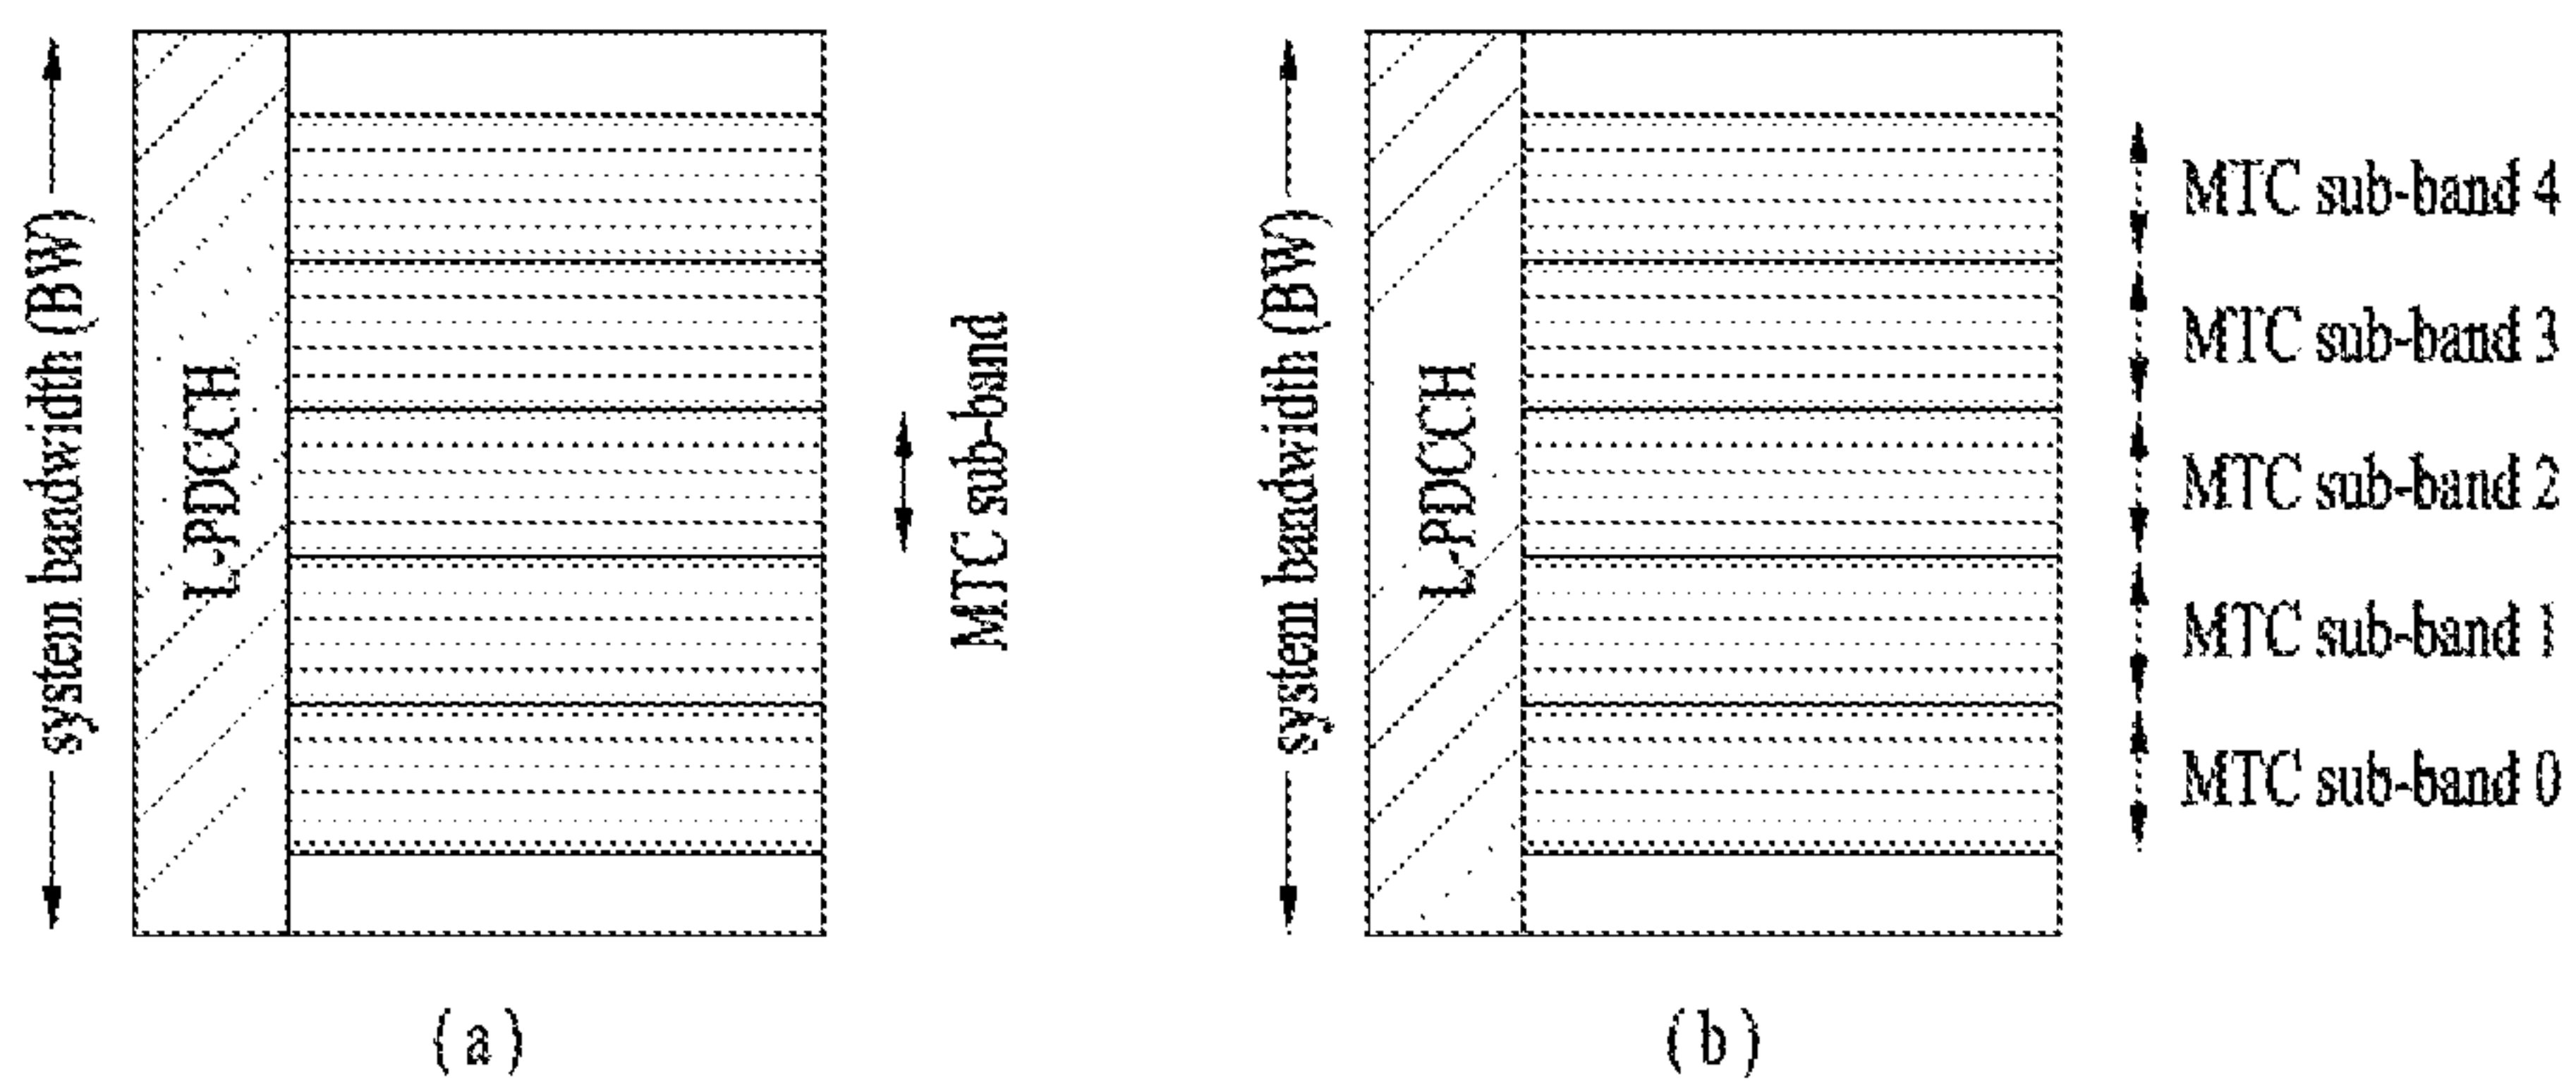 system bandwidth (BW)
L-PDCCH
MTC sub-band
(a)
system bandwidth (BW)
L-PDCCH
MTC sub-band 4
MTC sub-band 3
MTC sub-band 2
MTC sub-band 1
MTC sub-band 0
(b)